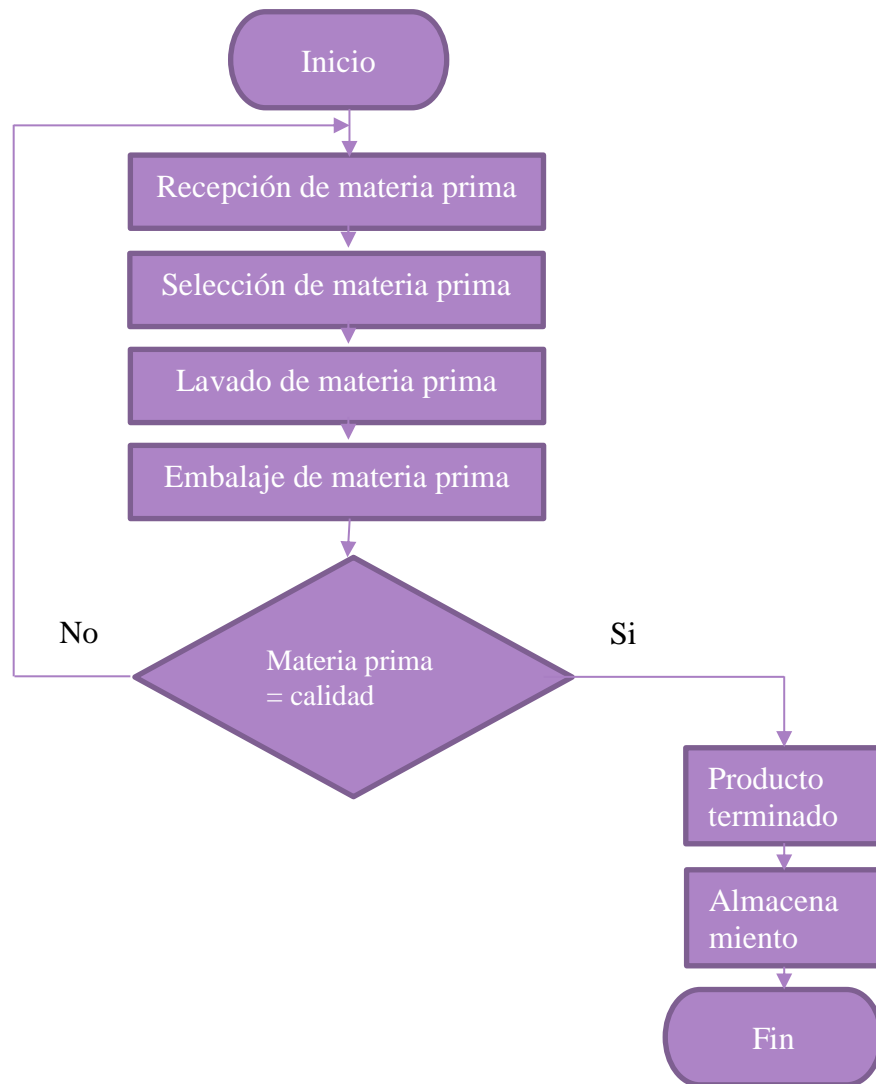 Inicio
Recepción de materia prima
Selección de materia prima
Lavado de materia prima
Embalaje de materia prima
No
Si
Materia prima
= calidad
Producto
terminado
Almacena
miento
Fin